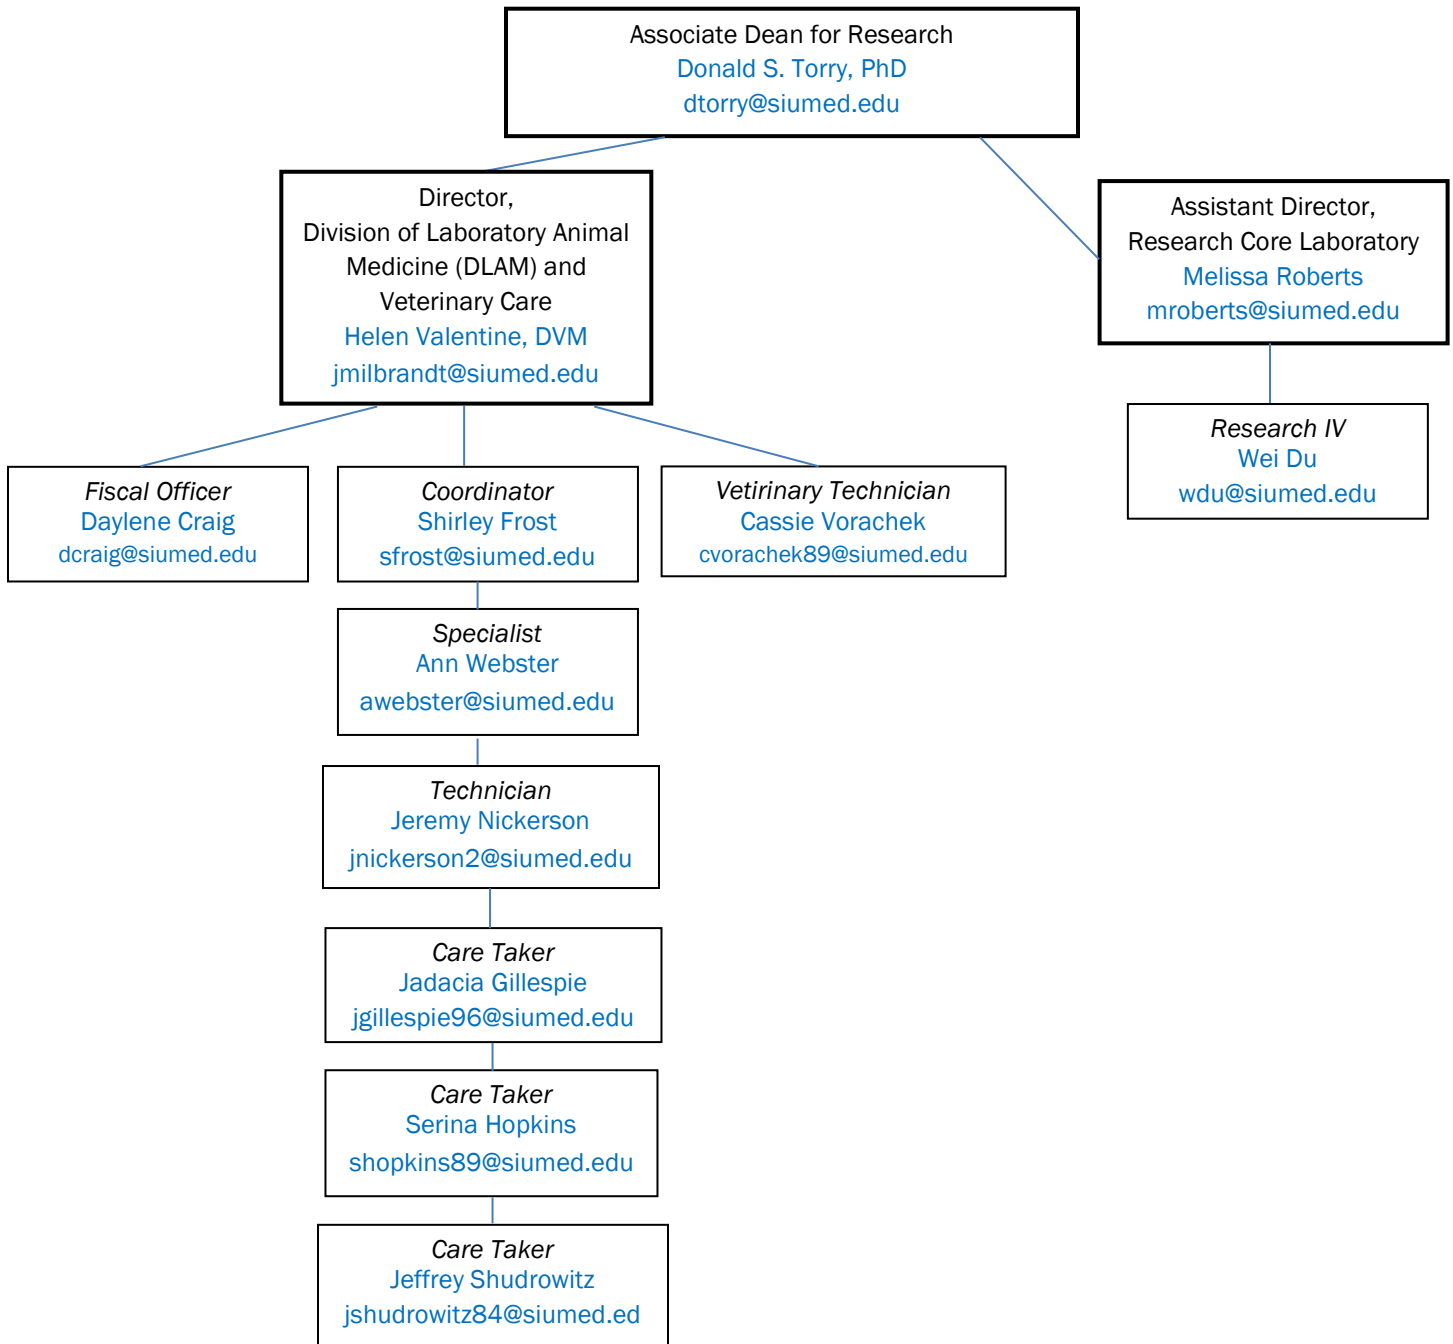 Associate Dean for Research
Donald S. Torry, PhD
dtorry@siumed.edu
Director,
Division of Laboratory Animal
Medicine (DLAM) and
Veterinary Care
Helen Valentine, DVM
jmilbrandt@siumed.edu
Assistant Director,
Research Core Laboratory
Melissa Roberts
mroberts@siumed.edu
Research IV
Wei Du
wdu@siumed.edu
Fiscal Officer
Daylene Craig
dcraig@siumed.edu
Coordinator
Shirley Frost
sfrost@siumed.edu
Vetirinary Technician
Cassie Vorachek
cvorachek89@siumed.edu
Specialist
Ann Webster
awebster@siumed.edu
Technician
Jeremy Nickerson
jnickerson2@siumed.edu
Care Taker
Jadacia Gillespie
jgillespie96@siumed.edu
Care Taker
Serina Hopkins
shopkins89@siumed.edu
Care Taker
Jeffrey Shudrowitz
jshudrowitz84@siumed.ed